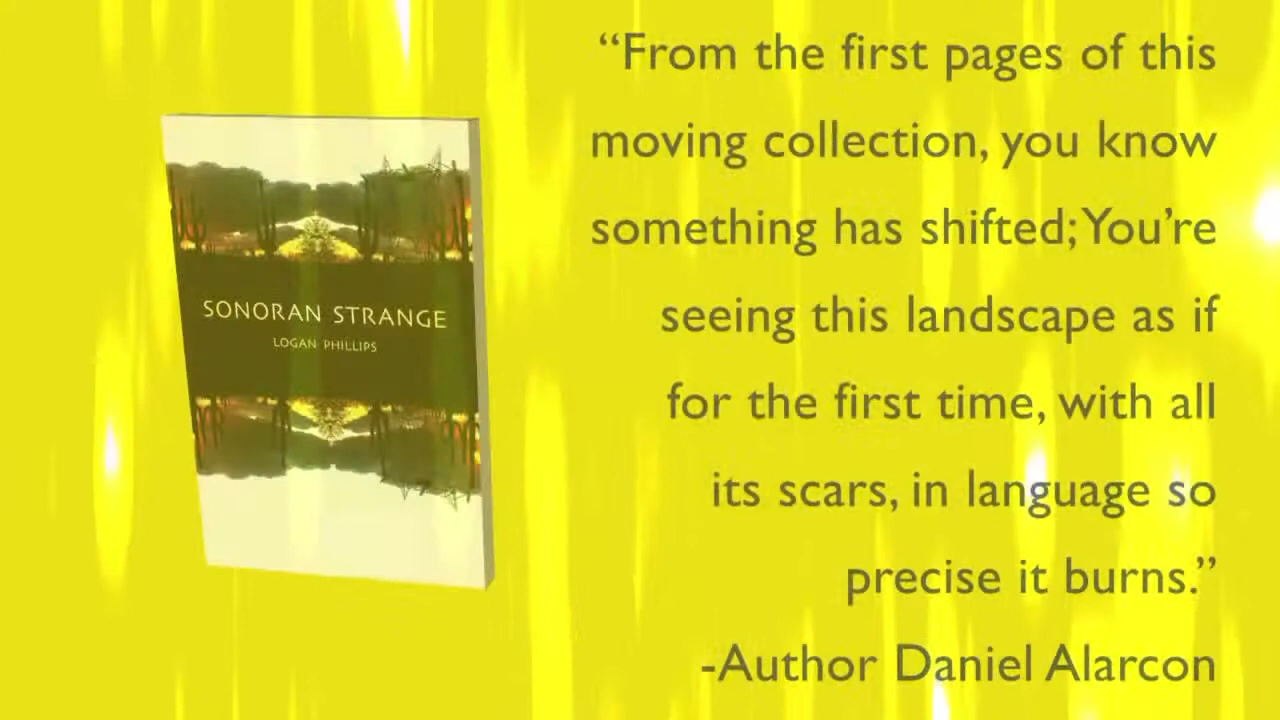 SONORAN STRANGE
LOGAN PHILLIPS
“From the first pages of this
moving collection, you know
something has shifted; You’re
seeing this landscape as if
for the first time, with all
its scars, in language so
precise it burns.”
-Author Daniel Alarcon